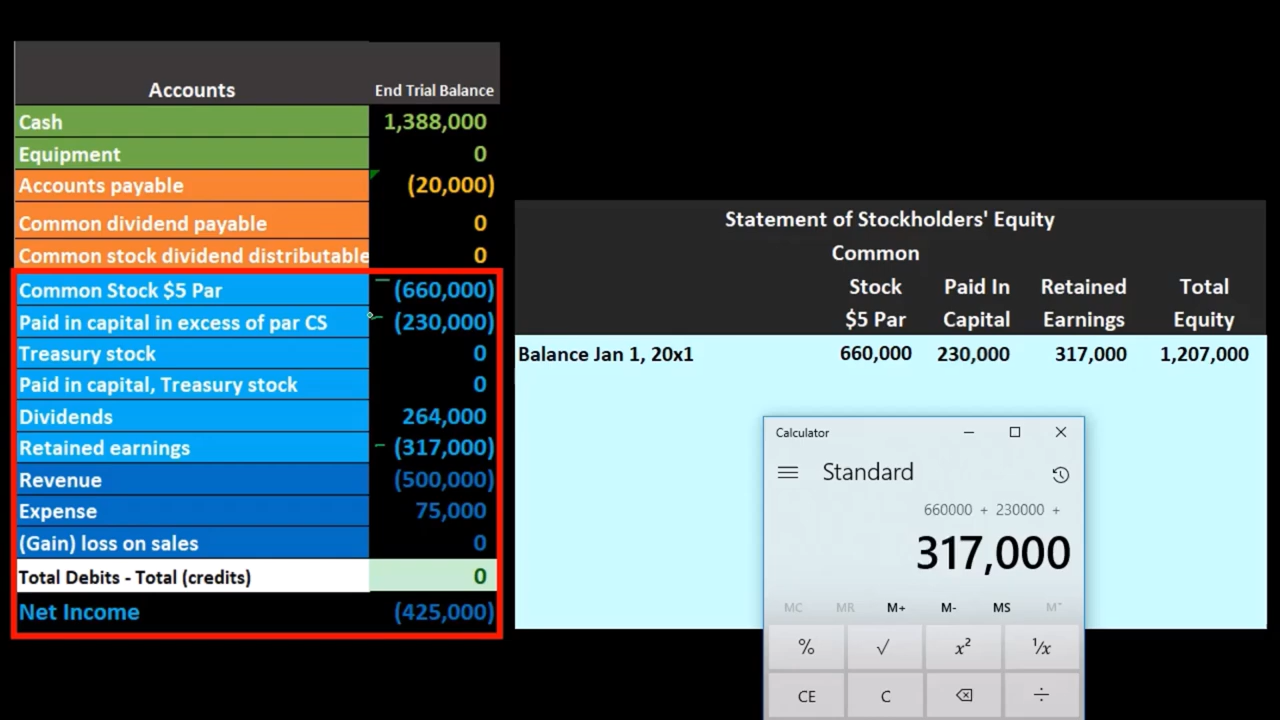 Accounts End Trial Balance
Cash 1,388,000
Equipment 0
Accounts payable (20,000)
Common dividend payable 0
Common stock dividend distributable 0
Common Stock $5 Par (660,000)
Paid in capital in excess of par CS (230,000)
Treasury stock 0
Paid in capital, Treasury stock 0
Dividends 264,000
Retained earnings (317,000)
Revenue (500,000)
Expense 75,000
(Gain) loss on sales 0
Total Debits - Total (credits) 0
Net Income (425,000)
Statement of Stockholders' Equity
Common
Stock Paid In Retained Total
$5 Par Capital Earnings Equity
Balance Jan 1, 20x1 660,000 230,000 317,000 1,207,000
Calculator
Standard
660000 + 230000 +
317,000
MC MR M+ M- MS M˅
% √ x² ¹/x
CE C ⌫ ÷